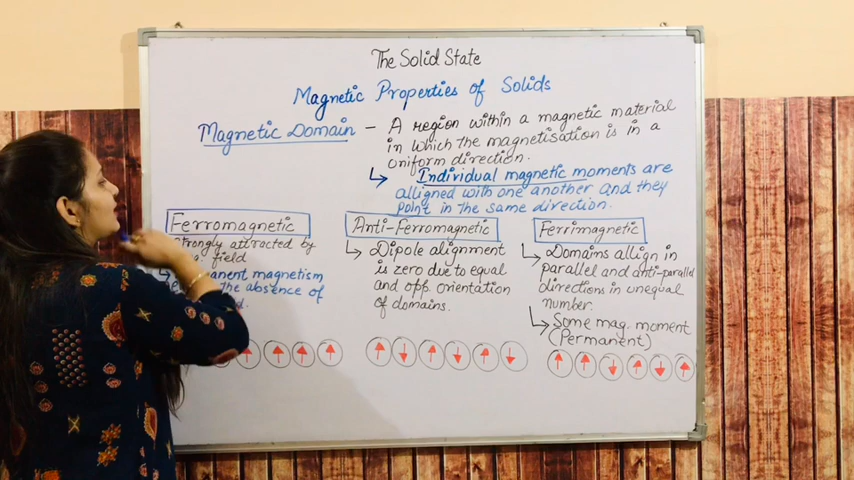 The Solid State
Magnetic Properties of Solids
Magnetic Domain - A region within a magnetic material
in which the magnetisation is in a
uniform direction.
↳ Individual magnetic moments are
alligned with one another and they
point in the same direction.
Ferromagnetic
Strongly attracted by
field
magnetism
the absence of
Anti-Ferromagnetic
↳ Dipole alignment
is zero due to equal
and opp. orientation
of domains.
Ferrimagnetic
↳ Domains allign in
parallel and anti-parallel
directions in unequal
number.
↳ Some mag. moment
(Permanent)